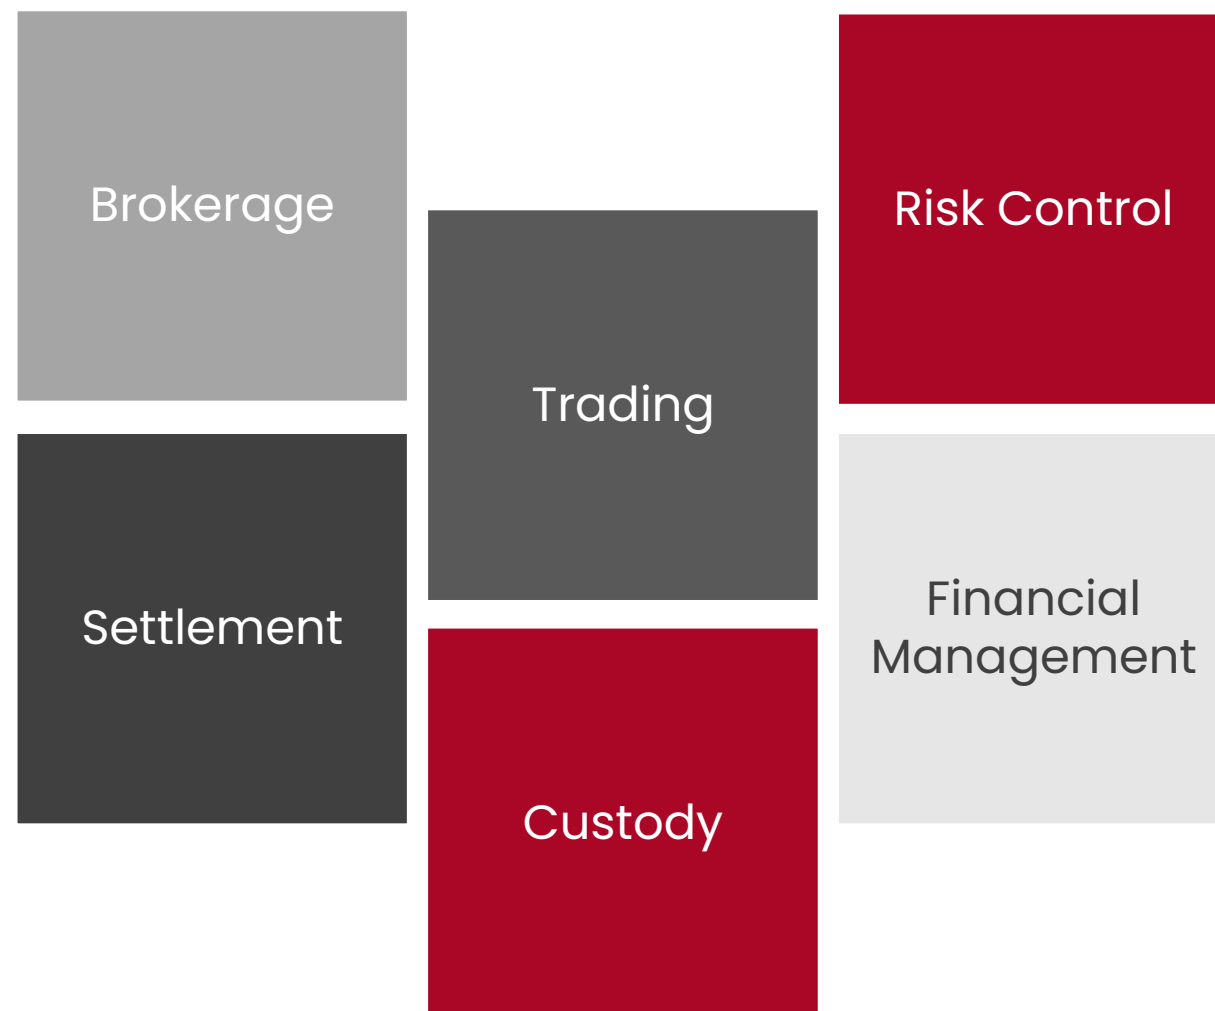 Brokerage
Risk Control
Trading
Settlement
Financial
Management
Custody